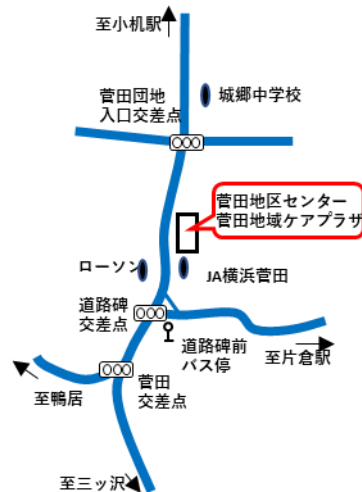 至小机駅
城郷中学校
菅田団地
入口交差点
菅田地区センター
菅田地域ケアプラザ
ローソン
JA横浜菅田
道路碑
交差点
道路碑前
バス停
至片倉駅
菅田
交差点
至鴨居
至三ッ沢